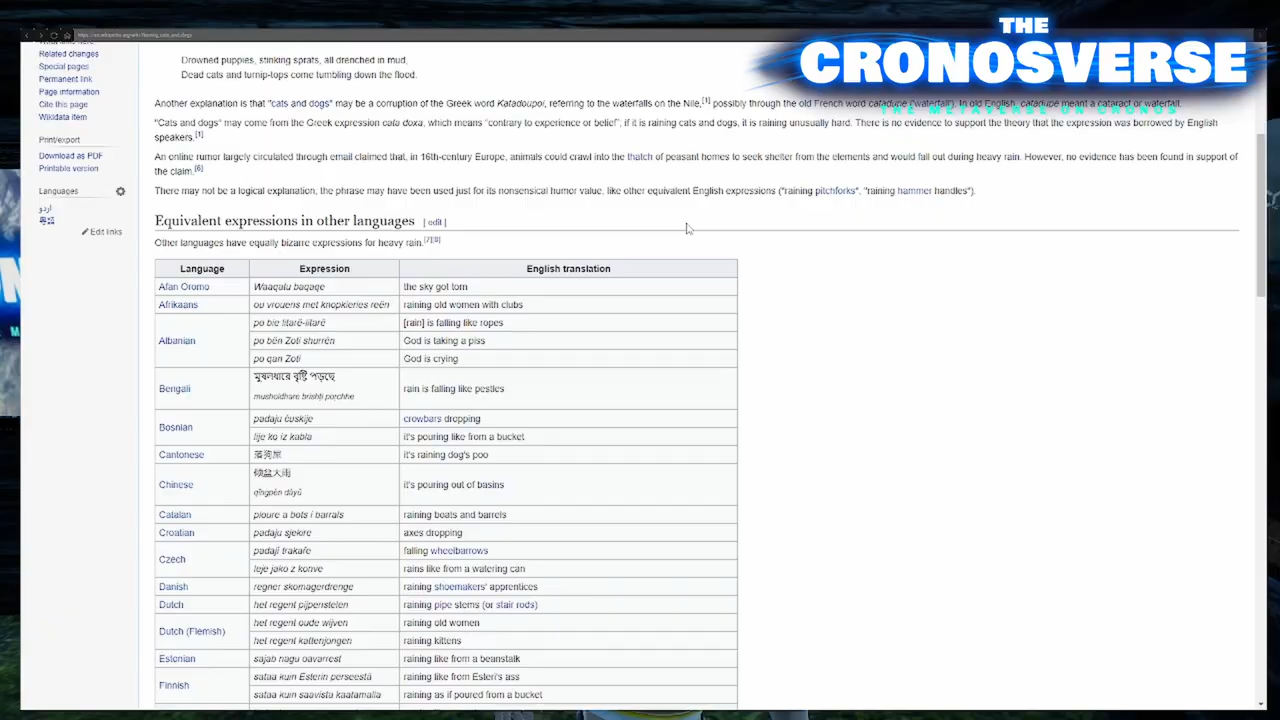 THE
CRONOSVERSE
THE METAVERSE ON CRONOS
Related changes
Special pages
Permanent link
Page information
Cite this page
Wikidata item
Print/export
Download as PDF
Printable version
Languages
اردو
粵語
Edit links
Drowned puppies, stinking sprats, all drenched in mud,
Dead cats and turnip-tops come tumbling down the flood.
Another explanation is that "cats and dogs" may be a corruption of the Greek word Katadoupoi, referring to the waterfalls on the Nile,[1] possibly through the old French word catadupe ("waterfall"). In old English, catadupe meant a cataract or waterfall.
"Cats and dogs" may come from the Greek expression cata doxa, which means "contrary to experience or belief"; if it is raining cats and dogs, it is raining unusually hard. There is no evidence to support the theory that the expression was borrowed by English
speakers.[1]
An online rumor largely circulated through email claimed that, in 16th-century Europe, animals could crawl into the thatch of peasant homes to seek shelter from the elements and would fall out during heavy rain. However, no evidence has been found in support of
the claim.[6]
There may not be a logical explanation; the phrase may have been used just for its nonsensical humor value, like other equivalent English expressions ("raining pitchforks", "raining hammer handles").
Equivalent expressions in other languages [ edit ]
Other languages have equally bizarre expressions for heavy rain.
Language Expression English translation
Afan Oromo Waaqatu baqaqe the sky got torn
Afrikaans ou vrouens met knopkieries reën raining old women with clubs
Albanian po bie litarë-litarë [rain] is falling like ropes
po bën Zoti shurrën God is taking a piss
po qan Zoti God is crying
Bengali মুষলধারে বৃষ্টি পড়ছে rain is falling like pestles
musholdhare brishţi porchhe
Bosnian padaju ćuskije crowbars dropping
lije ko iz kabla it's pouring like from a bucket
Cantonese 落狗屎 it's raining dog's poo
Chinese 倾盆大雨 it's pouring out of basins
qīngpén dàyǔ
Catalan ploure a bots i barrals raining boats and barrels
Croatian padaju sjekire axes dropping
Czech padají trakaře falling wheelbarrows
leje jako z konve rains like from a watering can
Danish regner skomagerdrenge raining shoemakers' apprentices
Dutch het regent pijpenstelen raining pipe stems (or stair rods)
Dutch (Flemish) het regent oude wijven raining old women
het regent kattenjongen raining kittens
Estonian sajab nagu oavarrest raining like from a beanstalk
Finnish sataa kuin Esterin perseestä raining like from Esteri's ass
sataa kuin saavista kaatamalla raining as if poured from a bucket